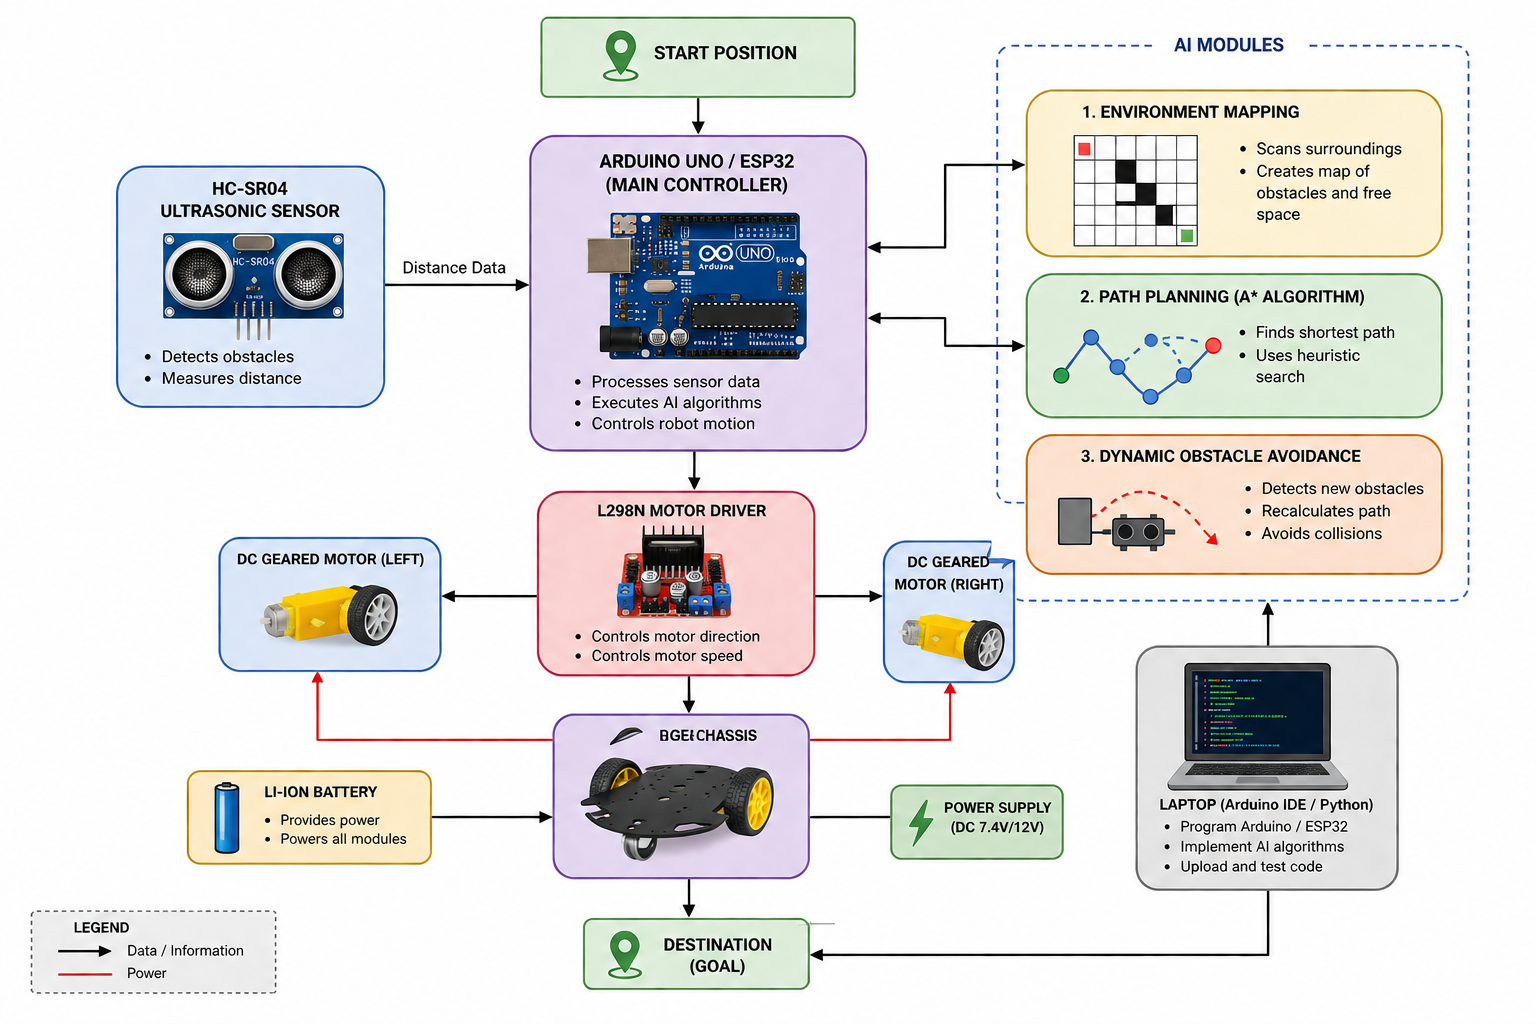 START POSITION
AI MODULES
1. ENVIRONMENT MAPPING
• Scans surroundings
• Creates map of
obstacles and free
space
ARDUINO UNO / ESP32
(MAIN CONTROLLER)
UNO
Arduino
• Processes sensor data
• Executes AI algorithms
• Controls robot motion
HC-SR04
ULTRASONIC SENSOR
HC-SR04
• Detects obstacles
• Measures distance
Distance Data
2. PATH PLANNING (A* ALGORITHM)
• Finds shortest path
• Uses heuristic
search
3. DYNAMIC OBSTACLE AVOIDANCE
• Detects new obstacles
• Recalculates path
• Avoids collisions
L298N MOTOR DRIVER
• Controls motor direction
• Controls motor speed
DC GEARED MOTOR (LEFT)
DC GEARED
MOTOR (RIGHT)
CHASSIS
LI-ION BATTERY
• Provides power
• Powers all modules
POWER SUPPLY
(DC 7.4V/12V)
LAPTOP (Arduino IDE / Python)
• Program Arduino / ESP32
• Implement AI algorithms
• Upload and test code
DESTINATION
(GOAL)
LEGEND
Data / Information
Power